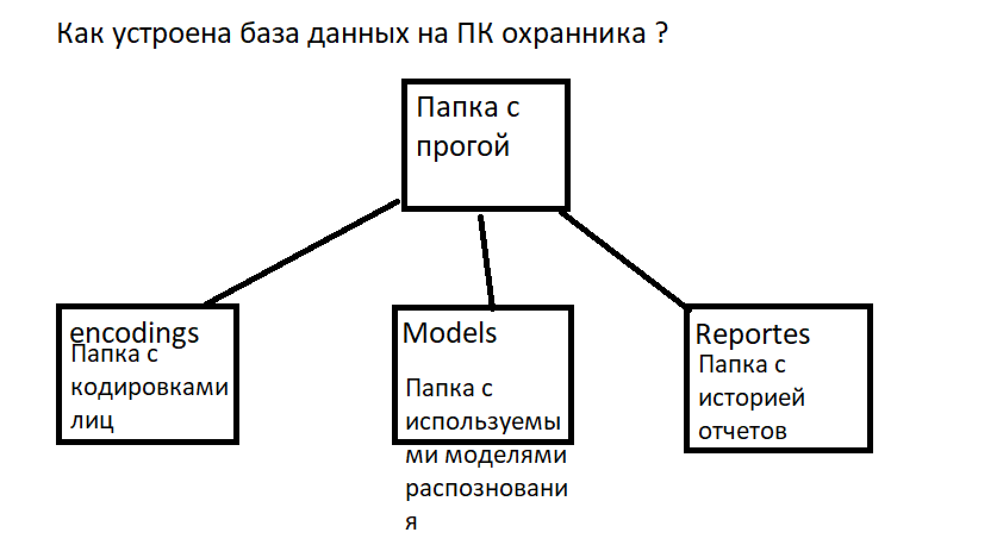 Как устроена база данных на ПК охранника ?
Папка с
прогой
encodings
Папка с
кодировками
лиц
Models
Папка с
используемы
ми моделями
распозновани
я
Reportes
Папка с
историей
отчетов